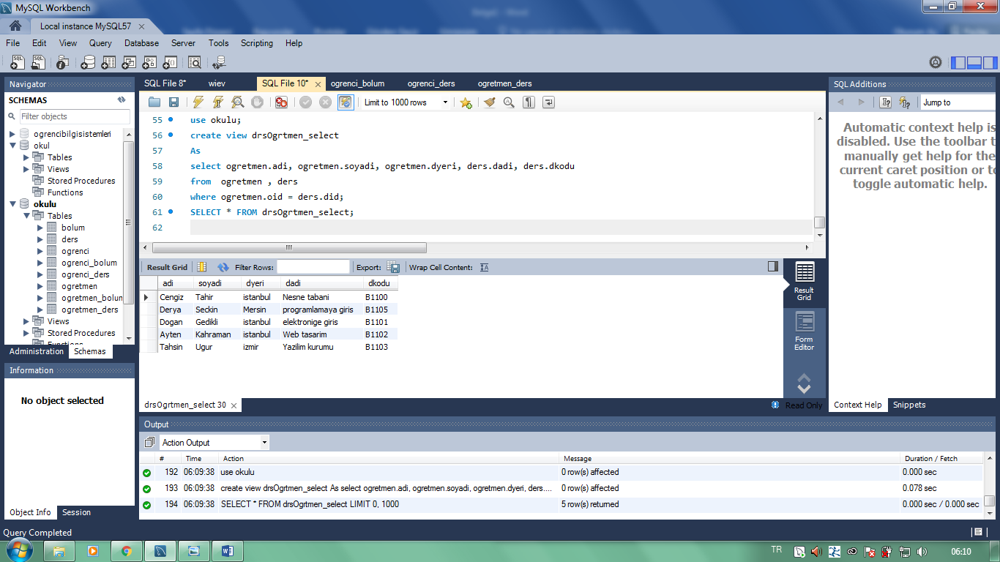 MySQL Workbench
Local instance MySQL57
File Edit View Query Database Server Tools Scripting Help
Navigator
SCHEMAS
Filter objects
ogrencibilgisistemleri
okul
Tables
Views
Stored Procedures
Functions
okulu
Tables
bolum
ders
ogrenci
ogrenci_bolum
ogrenci_ders
ogretmen
ogretmen_bolun
ogretmen_ders
Views
Stored Procedures
Functions
Administration Schemas
Information
No object selected
Object Info Session
SQL File 8* wiev SQL File 10* ogrenci_bolum ogrenci_ders ogretmen_ders
Limit to 1000 rows
55 use okulu;
56 create view drsOgrtmen_select
57 As
58 select ogretmen.adi, ogretmen.soyadi, ogretmen.dyeri, ders.dadi, ders.dkodu
59 from  ogretmen , ders
60 where ogretmen.oid = ders.did;
61 SELECT * FROM drsOgrtmen_select;
62
Result Grid Filter Rows: Export: Wrap Cell Content:
adi soyadi dyeri dadi dkodu
Cengiz Tahir istanbul Nesne tabani B1100
Derya Seckin Mersin programlamaya giris B1105
Dogan Gedikli istanbul elektronige giris B1101
Ayten Kahraman istanbul Web tasarim B1102
Tahsin Ugur izmir Yazilim kurumu B1103
Result
Grid
Form
Editor
drsOgrtmen_select 30
Read Only
SQL Additions
Jump to
Automatic context help is
disabled. Use the toolbar t
manually get help for the
current caret position or to
toggle automatic help.
Context Help Snippets
Output
Action Output
# Time Action Message Duration / Fetch
192 06:09:38 use okulu 0 row(s) affected 0.000 sec
193 06:09:38 create view drsOgrtmen_select As select ogretmen.adi, ogretmen.soyadi, ogretmen.dyeri, ders.... 0 row(s) affected 0.078 sec
194 06:09:38 SELECT * FROM drsOgrtmen_select LIMIT 0, 1000 5 row(s) returned 0.000 sec / 0.000 sec
Query Completed
TR 06:10